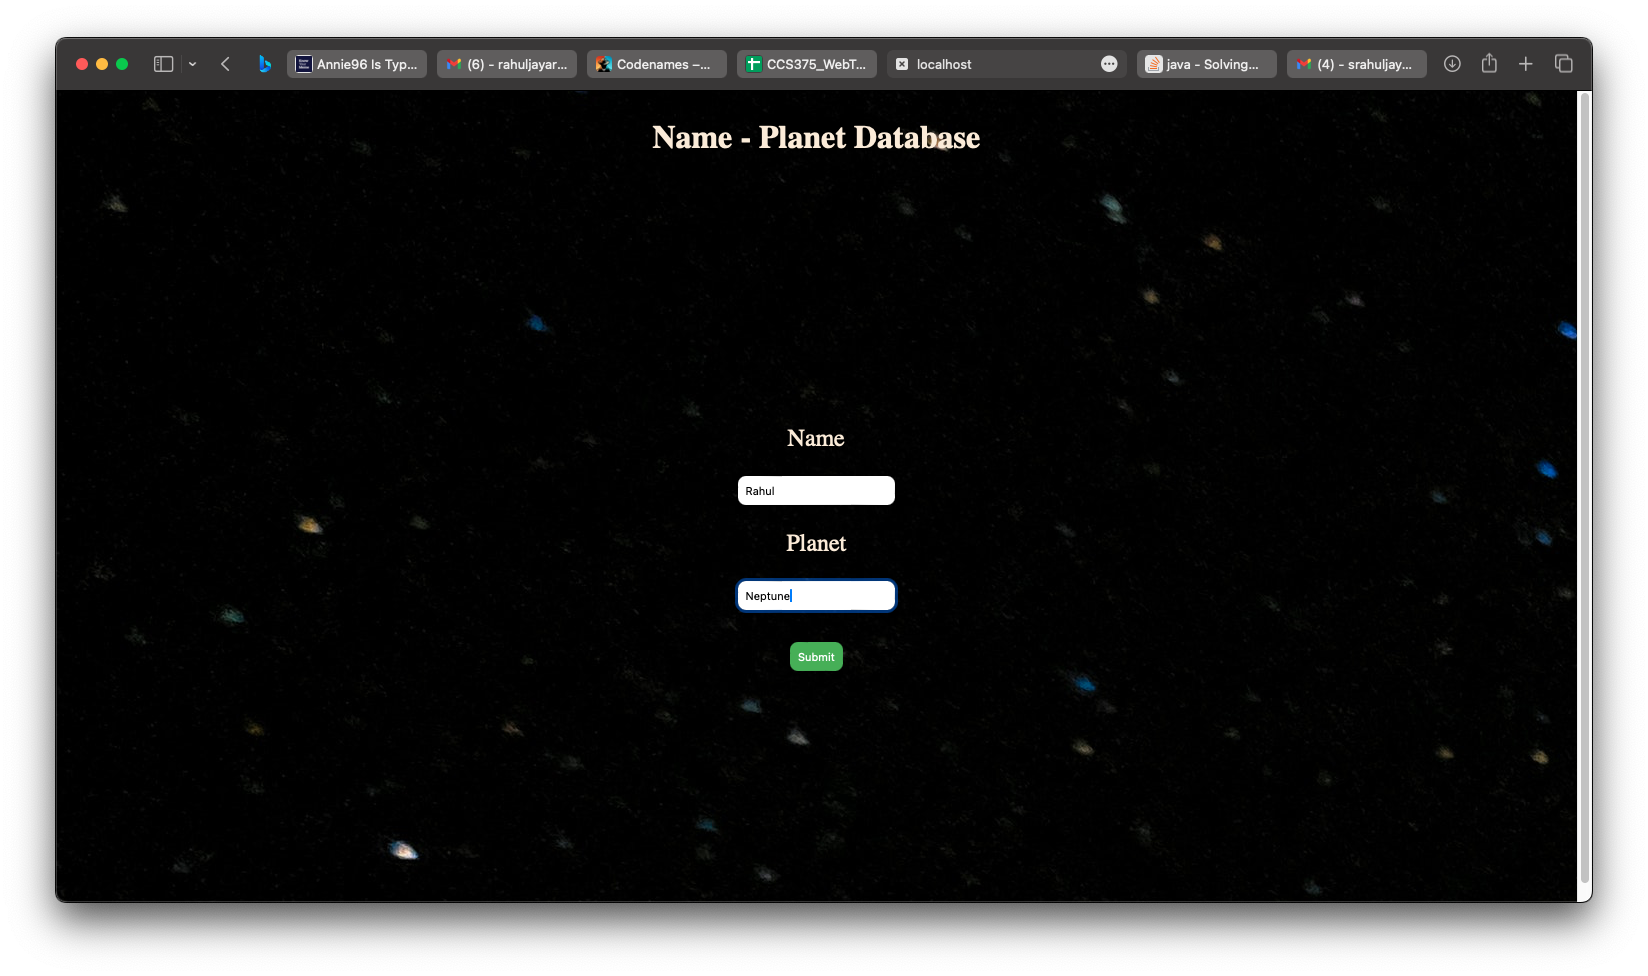 Annie96 Is Typ...
(6) - rahuljayar...
Codenames –...
CCS375_WebT...
localhost
java - Solving...
(4) - srahuljay...
Name - Planet Database
Name
Rahul
Planet
Neptune
Submit